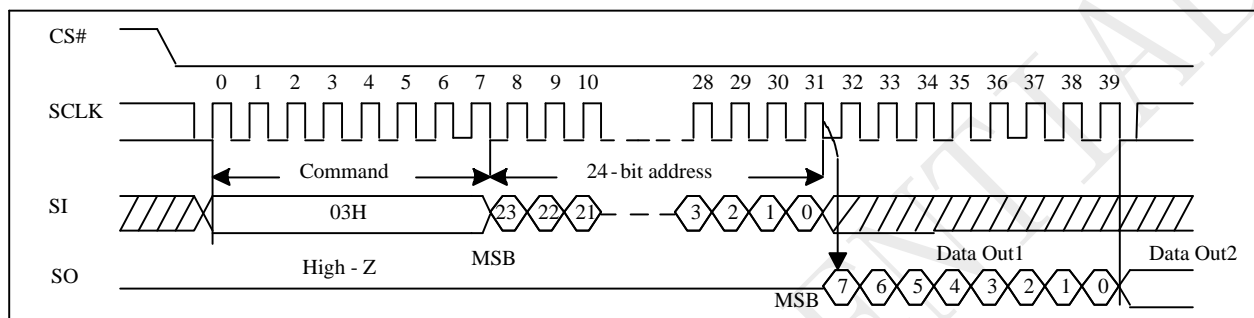 CS#
0 1 2 3 4 5 6 7 8 9 10 28 29 30 31 32 33 34 35 36 37 38 39
SCLK
Command 24-bit address
SI 03H 23 22 21 3 2 1 0
High - Z MSB Data Out1 Data Out2
SO MSB 7 6 5 4 3 2 1 0